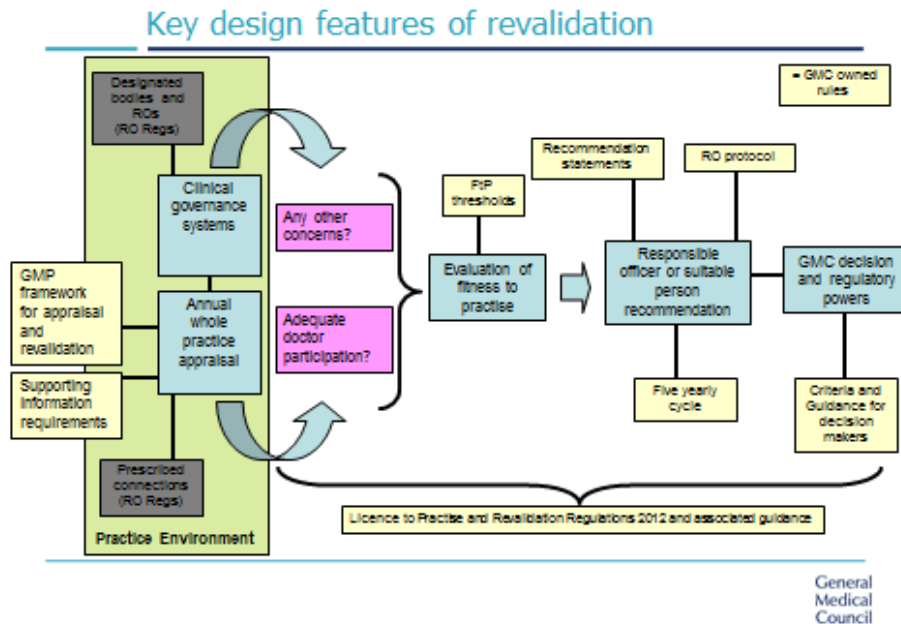 Key design features of revalidation
Designated
bodies and
ROs
(RO Regs)
= GMC owned
rules
Recommendation
statements
RO protocol
Clinical
governance
systems
FtP
thresholds
Any other
concerns?
GMP
framework
for appraisal
and
revalidation
Annual
whole
practice
appraisal
Evaluation of
fitness to
practise
Responsible
officer or suitable
person
recommendation
GMC decision
and regulatory
powers
Adequate
doctor
participation?
Supporting
information
requirements
Five yearly
cycle
Criteria and
Guidance for
decision
makers
Prescribed
connections
(RO Regs)
Licence to Practise and Revalidation Regulations 2012 and associated guidance
Practice Environment
General
Medical
Council